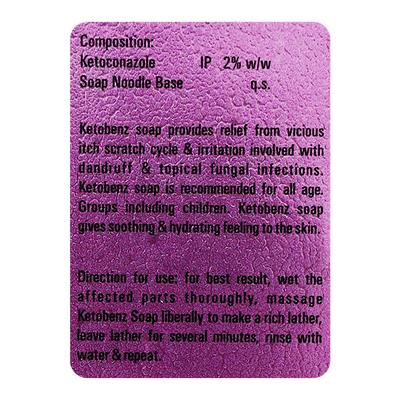 Composition:
Ketoconazole IP 2% w/w
Soap Noodle Base q.s.
Ketobenz soap provides relief from vicious
itch scratch cycle & irritation involved with
dandruff & topical fungal infections.
Ketobenz soap is recommended for all age.
Groups including children. Ketobenz soap
gives soothing & hydrating feeling to the skin.
Direction for use: for best result, wet the
affected parts thoroughly, massage
Ketobenz Soap liberally to make a rich lather,
leave lather for several minutes, rinse with
water & repeat.